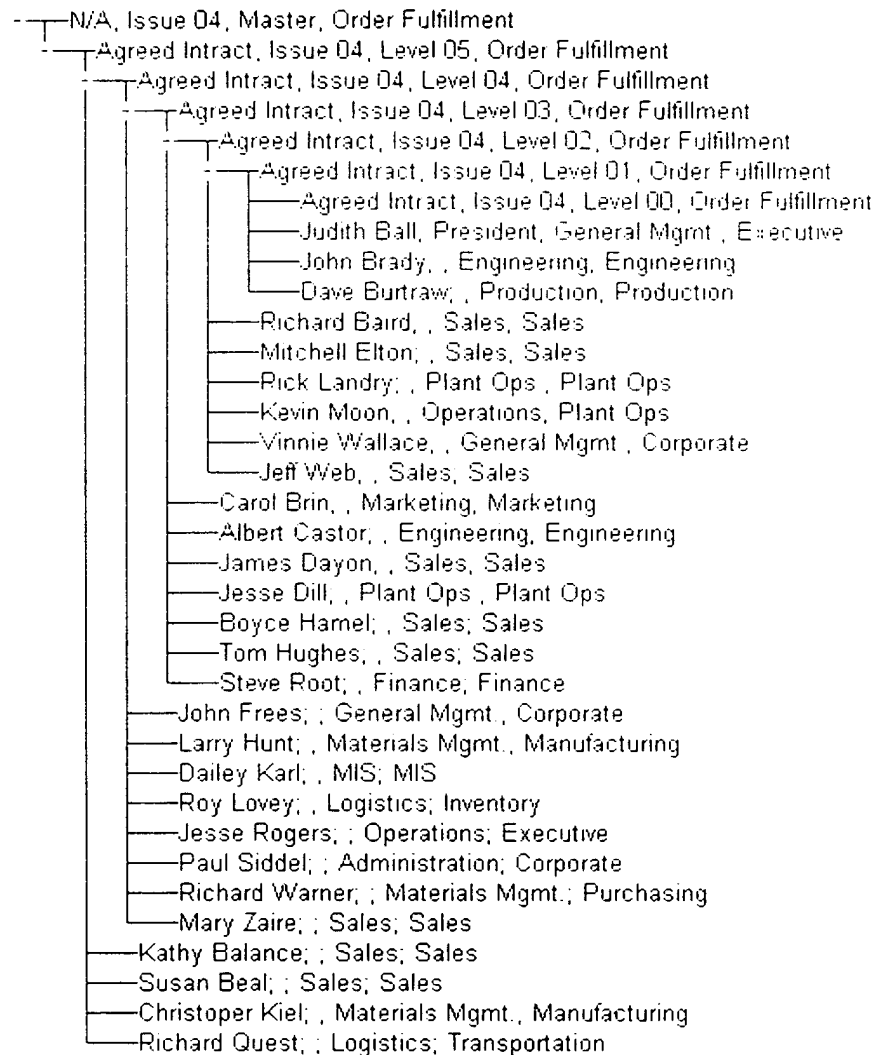 N/A, Issue 04, Master, Order Fulfillment
Agreed Intract, Issue 04, Level 05, Order Fulfillment
Agreed Intract, Issue 04, Level 04, Order Fulfillment
Agreed Intract, Issue 04, Level 03, Order Fulfillment
Agreed Intract, Issue 04, Level 02, Order Fulfillment
Agreed Intract, Issue 04, Level 01, Order Fulfillment
Agreed Intract, Issue 04, Level 00, Order Fulfillment
Judith Ball, President, General Mgmt , Executive
John Brady, , Engineering, Engineering
Dave Burtraw; , Production, Production
Richard Baird, , Sales, Sales
Mitchell Elton; , Sales, Sales
Rick Landry; , Plant Ops , Plant Ops
Kevin Moon, , Operations, Plant Ops
Vinnie Wallace, , General Mgmt , Corporate
Jeff Web, , Sales; Sales
Carol Brin, , Marketing, Marketing
Albert Castor; , Engineering, Engineering
James Dayon, , Sales, Sales
Jesse Dill, , Plant Ops , Plant Ops
Boyce Hamel; , Sales; Sales
Tom Hughes; , Sales; Sales
Steve Root; , Finance; Finance
John Frees; ; General Mgmt., Corporate
Larry Hunt; , Materials Mgmt., Manufacturing
Dailey Karl; , MIS; MIS
Roy Lovey; , Logistics; Inventory
Jesse Rogers; ; Operations; Executive
Paul Siddel; ; Administration; Corporate
Richard Warner; ; Materials Mgmt.; Purchasing
Mary Zaire; ; Sales; Sales
Kathy Balance; ; Sales; Sales
Susan Beal; ; Sales; Sales
Christoper Kiel; , Materials Mgmt., Manufacturing
Richard Quest; ; Logistics; Transportation